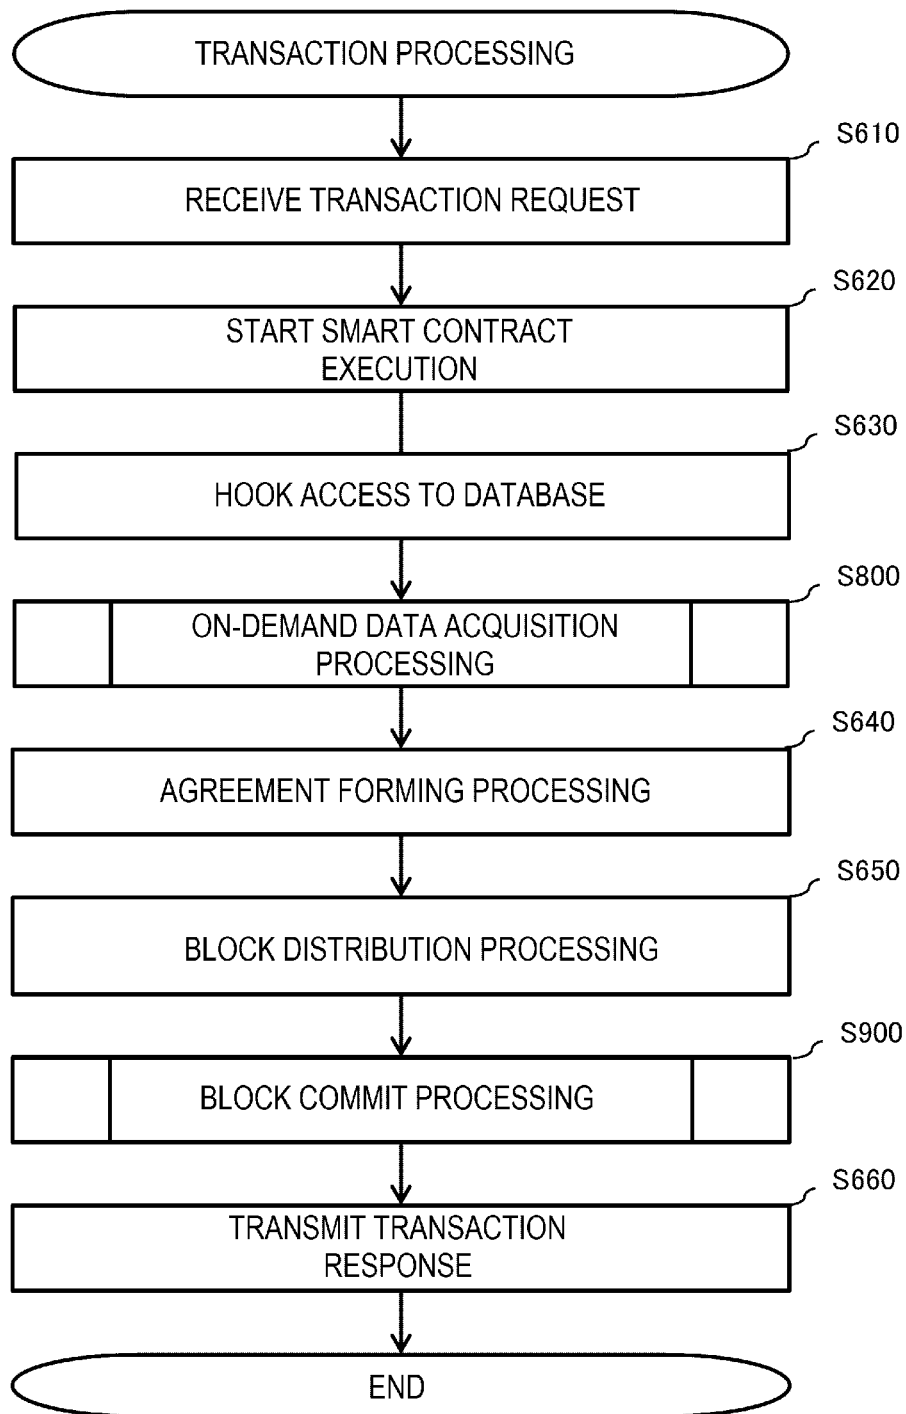 TRANSACTION PROCESSING
S610
RECEIVE TRANSACTION REQUEST
S620
START SMART CONTRACT
EXECUTION
S630
HOOK ACCESS TO DATABASE
S800
ON-DEMAND DATA ACQUISITION
PROCESSING
S640
AGREEMENT FORMING PROCESSING
S650
BLOCK DISTRIBUTION PROCESSING
S900
BLOCK COMMIT PROCESSING
S660
TRANSMIT TRANSACTION
RESPONSE
END